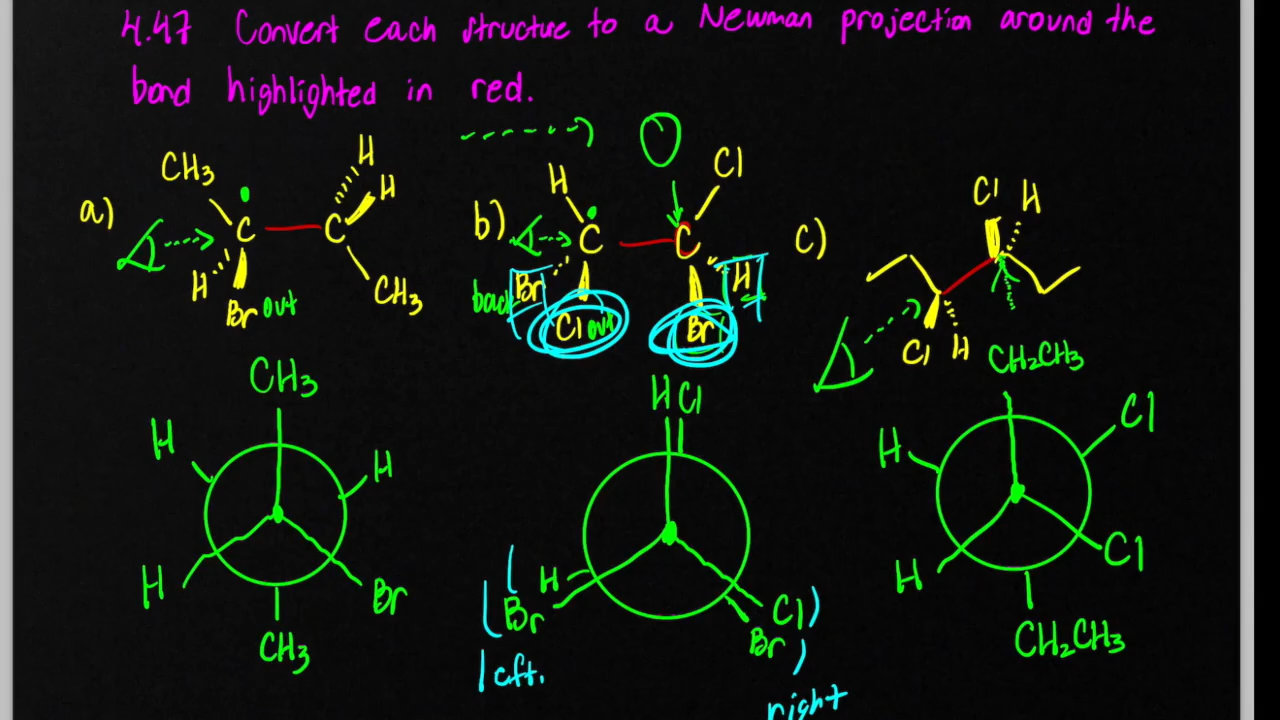 4.47 Convert each structure to a Newman projection around the
bond highlighted in red.
a)
CH3
C
H
Br out
C
H
H
CH3
b)
H
C
Br
back
Cl out
C
Cl
H
Br
c)
Cl
H
Cl
H
CH3
H
H
H
Br
CH3
H Cl
H
Br
Cl
Br
left.
right
CH2CH3
H
Cl
H
Cl
CH2CH3